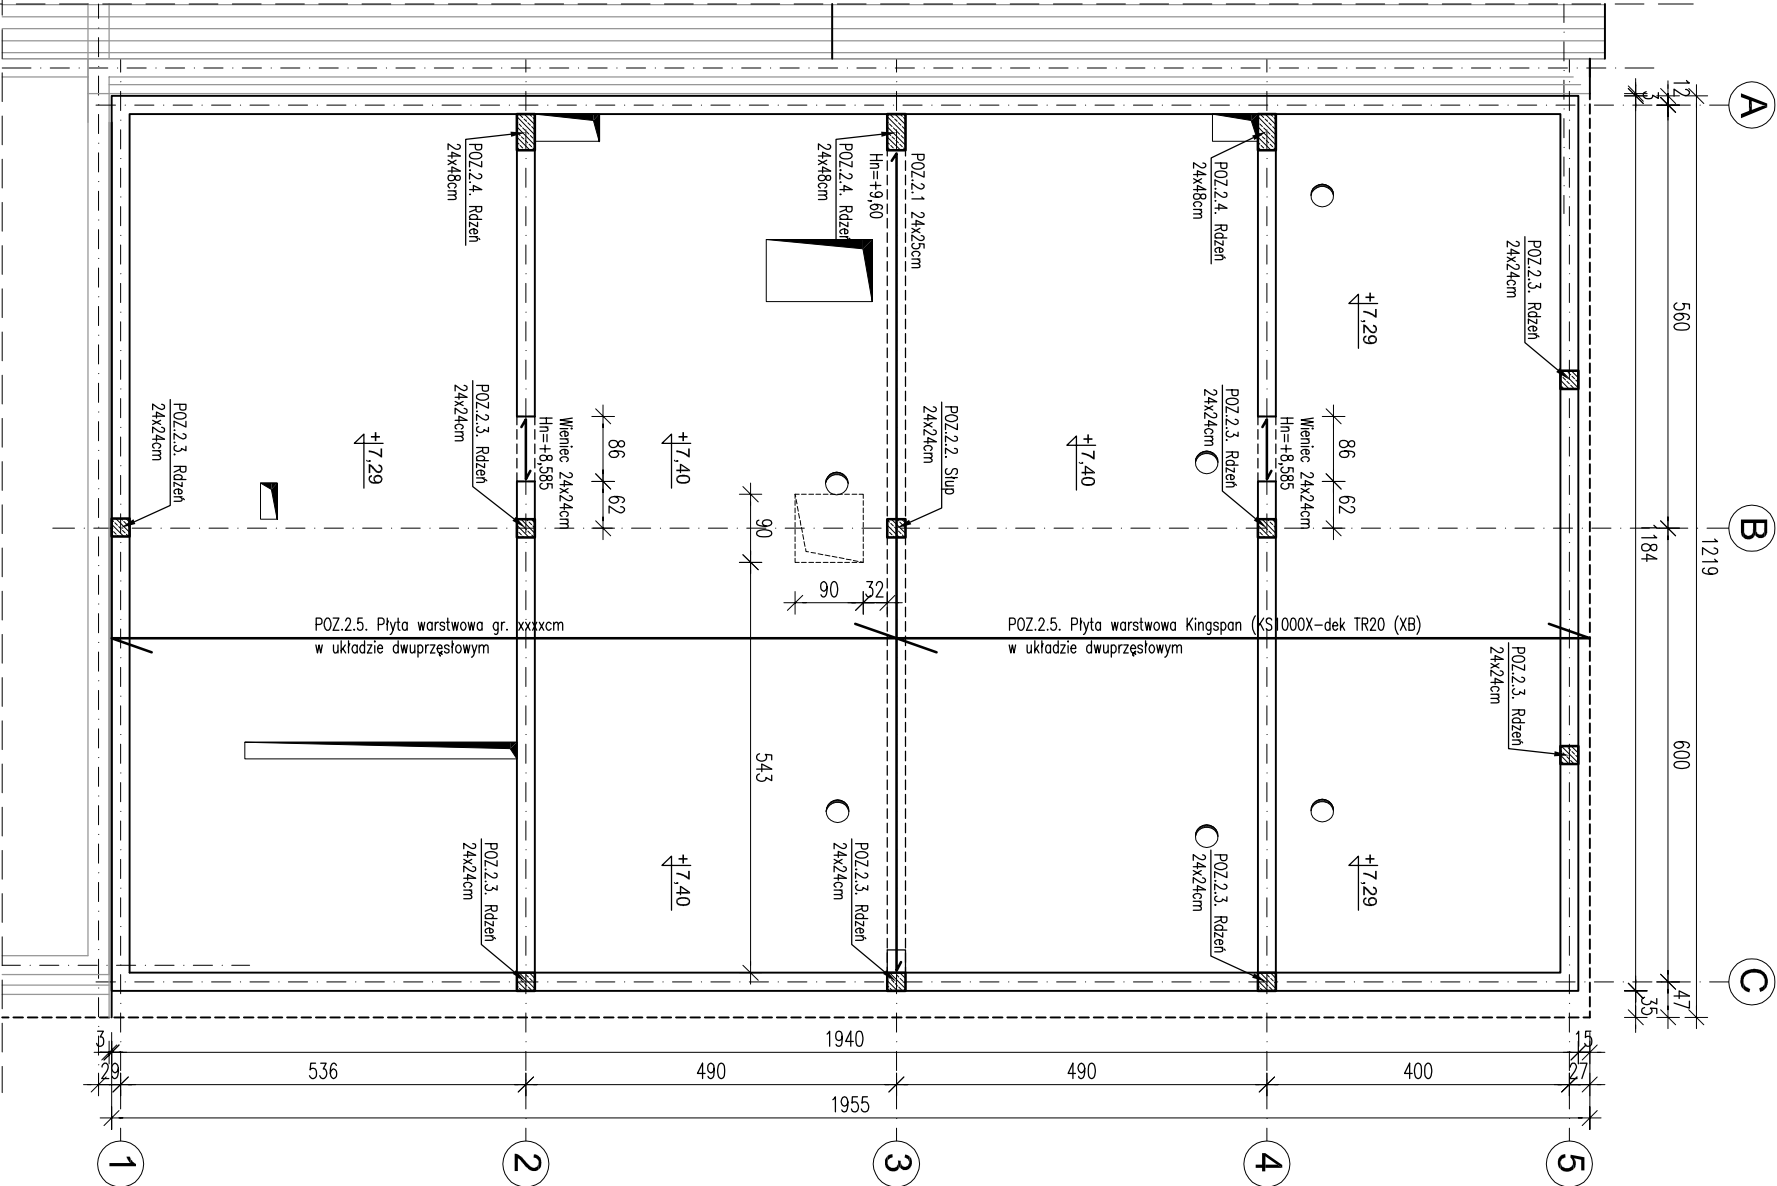 A
B
C
12
3
560
1219
1184
600
47
35
POZ.2.4. Rdzeń
24x48cm
POZ.2.4. Rdzeń
24x48cm
Hn=+9,60
POZ.2.1 24x25cm
POZ.2.4. Rdzeń
24x48cm
POZ.2.3. Rdzeń
24x24cm
+7,29
POZ.2.3. Rdzeń
24x24cm
+7,29
POZ.2.3. Rdzeń
24x24cm
Wieniec 24x24cm
Hn=+8,585
86
62
+7,40
90
90
32
543
POZ.2.2. Słup
24x24cm
+7,40
POZ.2.3. Rdzeń
24x24cm
Wieniec 24x24cm
Hn=+8,585
86
62
POZ.2.5. Płyta warstwowa gr. xxxxcm
w układzie dwuprzęsłowym
POZ.2.5. Płyta warstwowa Kingspan (KS1000X-dek TR20 (XB)
w układzie dwuprzęsłowym
POZ.2.3. Rdzeń
24x24cm
POZ.2.3. Rdzeń
24x24cm
+7,40
POZ.2.3. Rdzeń
24x24cm
POZ.2.3. Rdzeń
24x24cm
+7,29
3
1940
15
29
536
490
490
400
27
1955
1
2
3
4
5